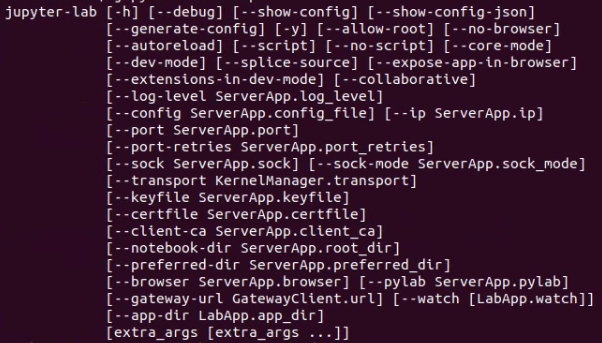 jupyter-lab [-h] [--debug] [--show-config] [--show-config-json]
[--generate-config] [-y] [--allow-root] [--no-browser]
[--autoreload] [--script] [--no-script] [--core-mode]
[--dev-mode] [--splice-source] [--expose-app-in-browser]
[--extensions-in-dev-mode] [--collaborative]
[--log-level ServerApp.log_level]
[--config ServerApp.config_file] [--ip ServerApp.ip]
[--port ServerApp.port]
[--port-retries ServerApp.port_retries]
[--sock ServerApp.sock] [--sock-mode ServerApp.sock_mode]
[--transport KernelManager.transport]
[--keyfile ServerApp.keyfile]
[--certfile ServerApp.certfile]
[--client-ca ServerApp.client_ca]
[--notebook-dir ServerApp.root_dir]
[--preferred-dir ServerApp.preferred_dir]
[--browser ServerApp.browser] [--pylab ServerApp.pylab]
[--gateway-url GatewayClient.url] [--watch [LabApp.watch]]
[--app-dir LabApp.app_dir]
[extra_args [extra_args ...]]